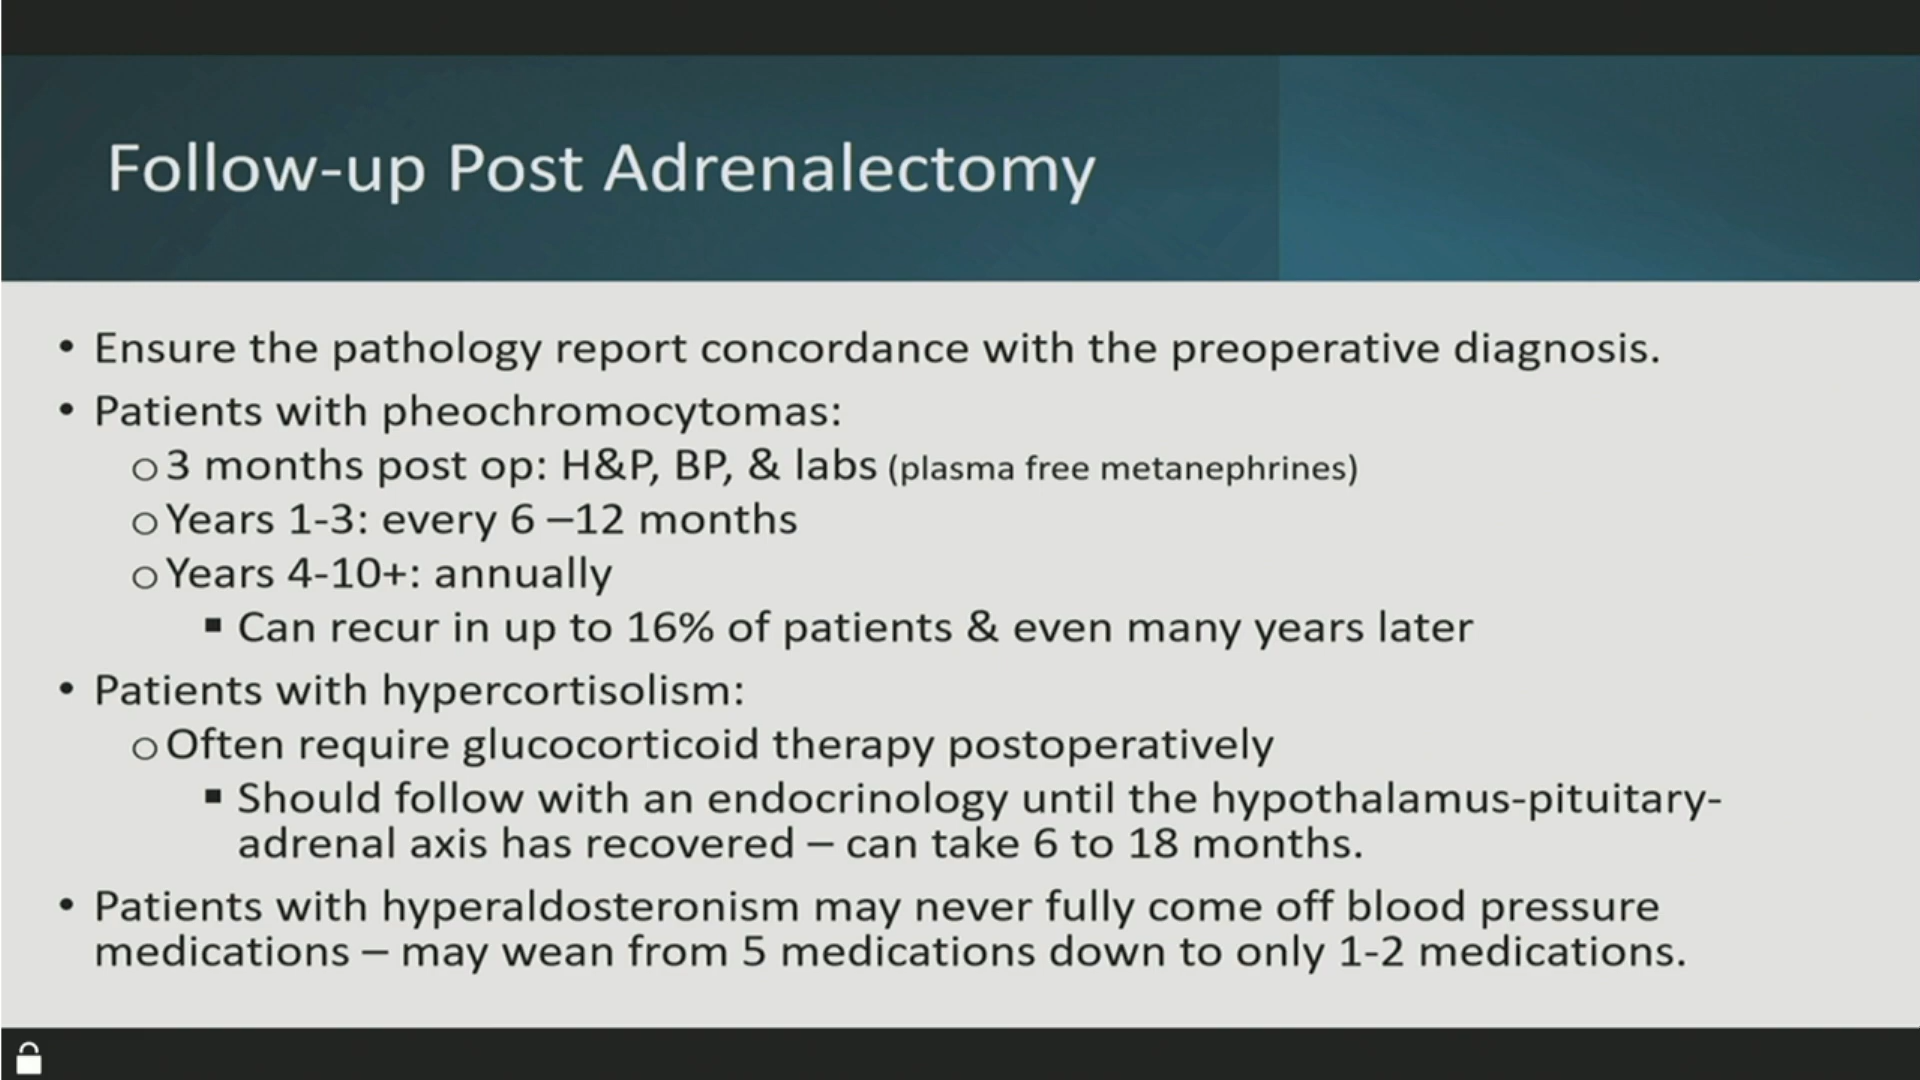 Follow-up Post Adrenalectomy
• Ensure the pathology report concordance with the preoperative diagnosis.
• Patients with pheochromocytomas:
o 3 months post op: H&P, BP, & labs (plasma free metanephrines)
o Years 1-3: every 6 –12 months
o Years 4-10+: annually
▪ Can recur in up to 16% of patients & even many years later
• Patients with hypercortisolism:
o Often require glucocorticoid therapy postoperatively
▪ Should follow with an endocrinology until the hypothalamus-pituitary-
adrenal axis has recovered – can take 6 to 18 months.
• Patients with hyperaldosteronism may never fully come off blood pressure
medications – may wean from 5 medications down to only 1-2 medications.